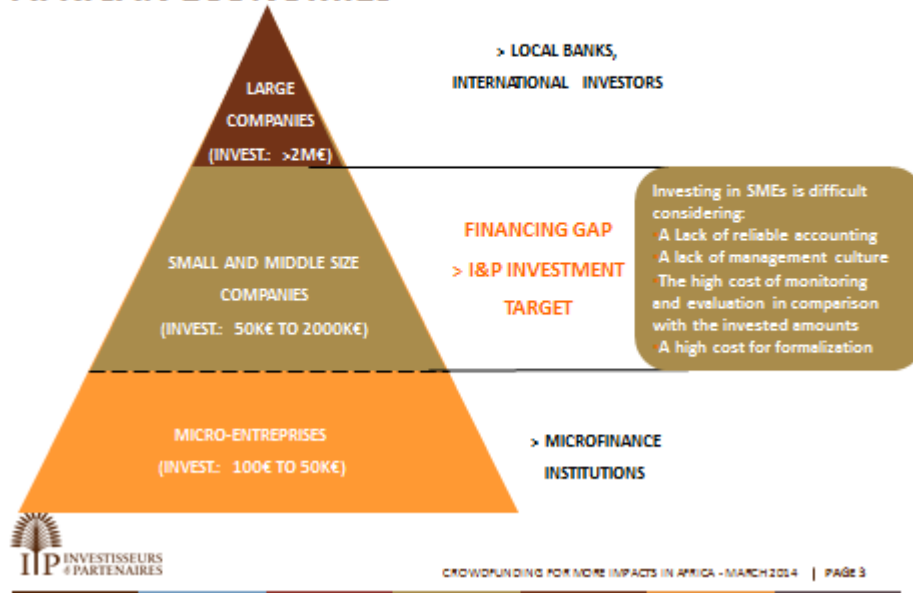 > LOCAL BANKS,
INTERNATIONAL INVESTORS
LARGE
COMPANIES
(INVEST.: >2M€)
SMALL AND MIDDLE SIZE
COMPANIES
(INVEST.: 50K€ TO 2000K€)
FINANCING GAP
> I&P INVESTMENT
TARGET
Investing in SMEs is difficult
considering:
•A Lack of reliable accounting
•A lack of management culture
•The high cost of monitoring
and evaluation in comparison
with the invested amounts
•A high cost for formalization
MICRO-ENTREPRISES
(INVEST.: 100€ TO 50K€)
> MICROFINANCE
INSTITUTIONS
I&P INVESTISSEURS
& PARTENAIRES
CROWDFUNDING FOR MORE IMPACTS IN AFRICA - MARCH 2014 | PAGE 3